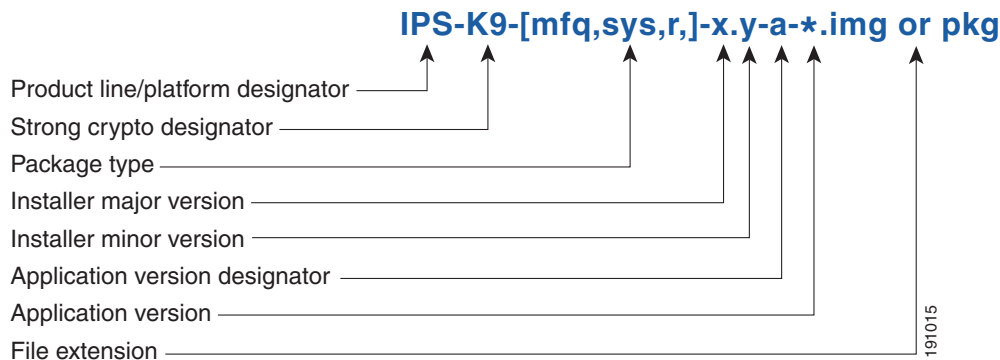 IPS-K9-[mfq,sys,r,]-x.y-a-*.img or pkg
Product line/platform designator
Strong crypto designator
Package type
Installer major version
Installer minor version
Application version designator
Application version
File extension
191015